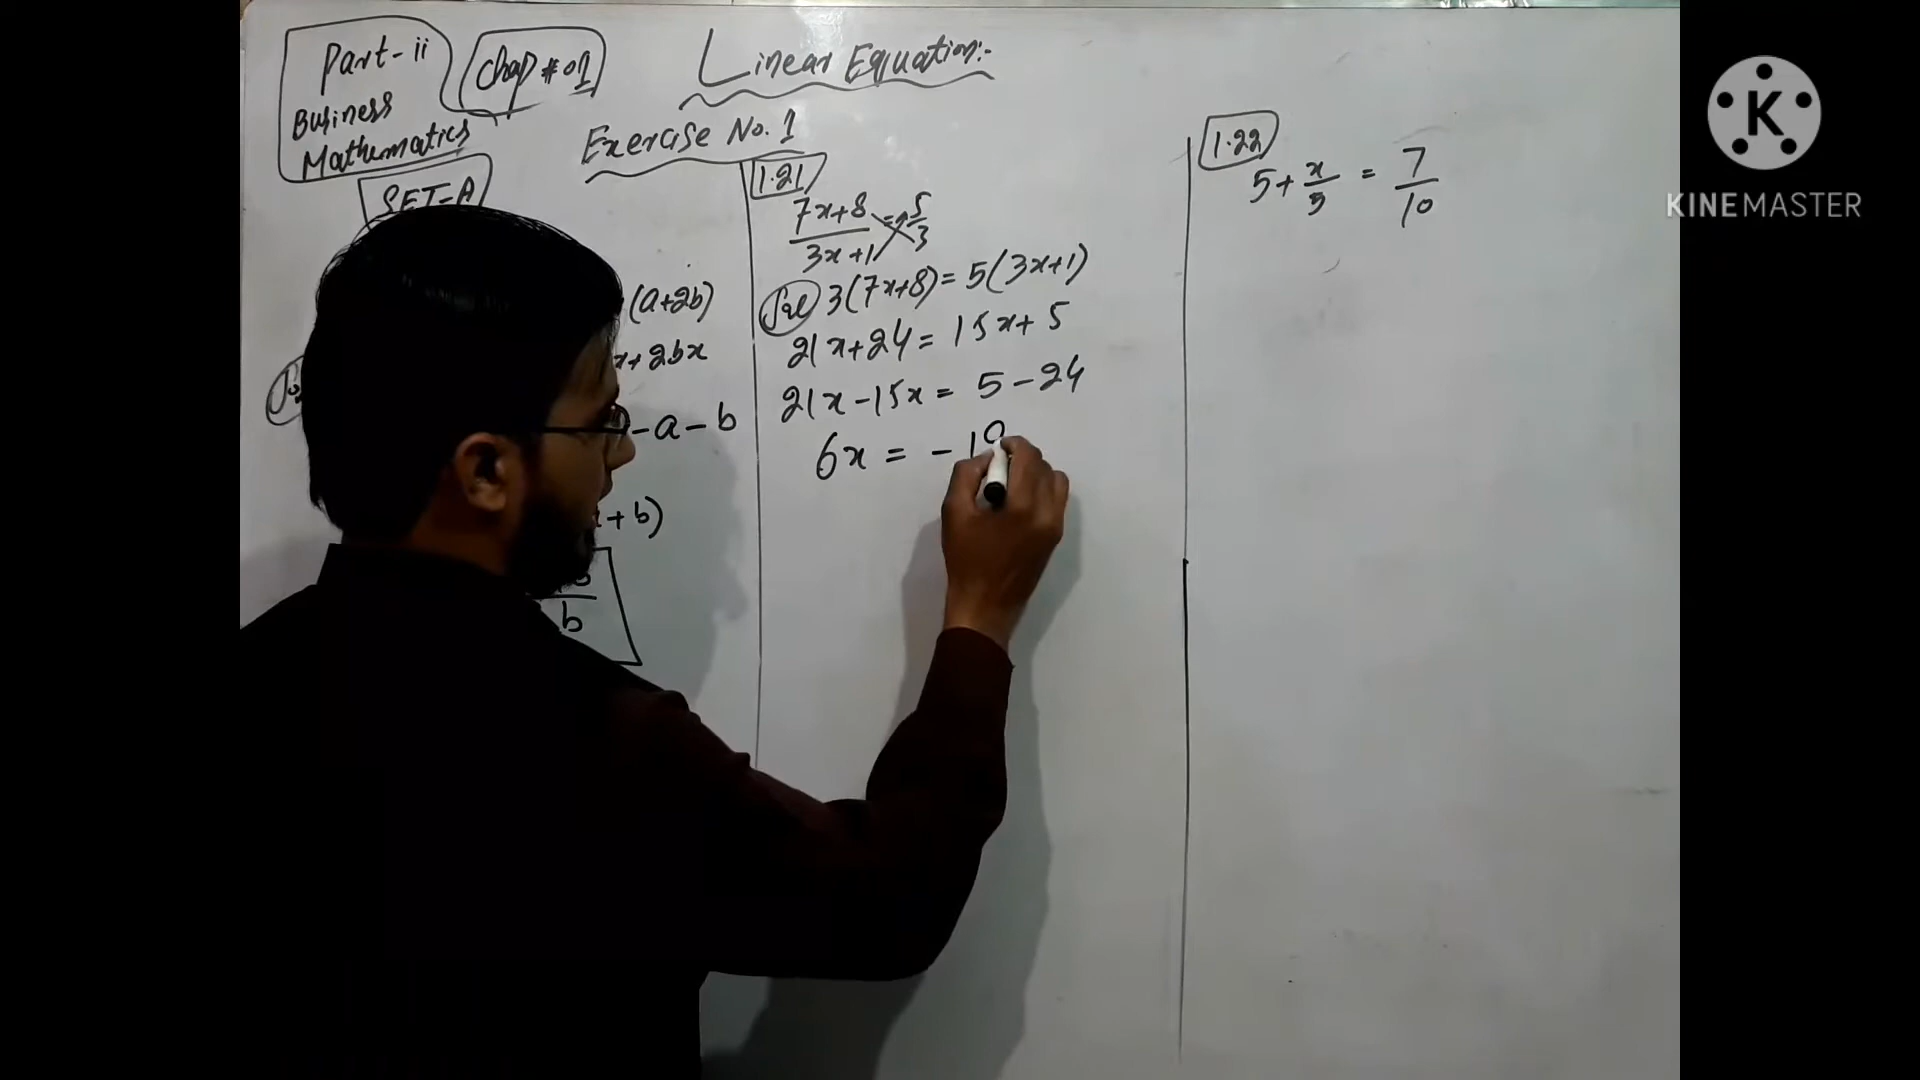 Part-ii
Business
Mathematics
Chap # 01
Linear Equation:-
Exercise No. 1
SET-A
(a+2b)
x+2bx
-a-b
+b)
b
1.21
7x+8/3x+1 = 5/3
Sol 3(7x+8)=5(3x+1)
21x+24=15x+5
21x-15x=5-24
6x=-19
1.22
5+x/5=7/10
KINEMASTER